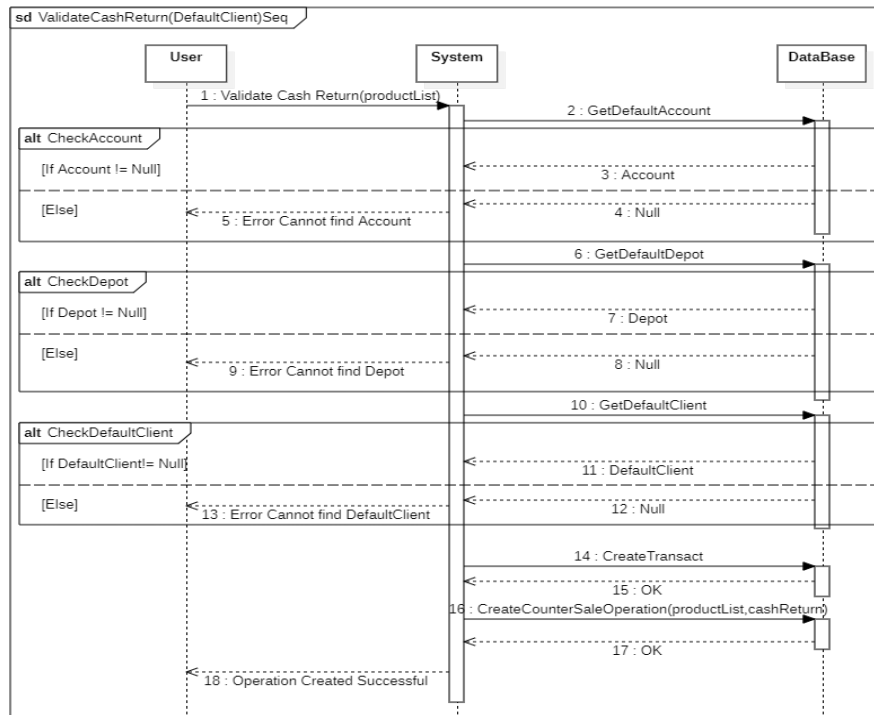 sd ValidateCashReturn(DefaultClient)Seq
User
System
DataBase
1 : Validate Cash Return(productList)
2 : GetDefaultAccount
alt CheckAccount
[If Account != Null]
3 : Account
[Else]
4 : Null
5 : Error Cannot find Account
6 : GetDefaultDepot
alt CheckDepot
[If Depot != Null]
7 : Depot
[Else]
8 : Null
9 : Error Cannot find Depot
10 : GetDefaultClient
alt CheckDefaultClient
[If DefaultClient!= Null]
11 : DefaultClient
[Else]
12 : Null
13 : Error Cannot find DefaultClient
14 : CreateTransact
15 : OK
16 : CreateCounterSaleOperation(productList,cashReturn)
17 : OK
18 : Operation Created Successful